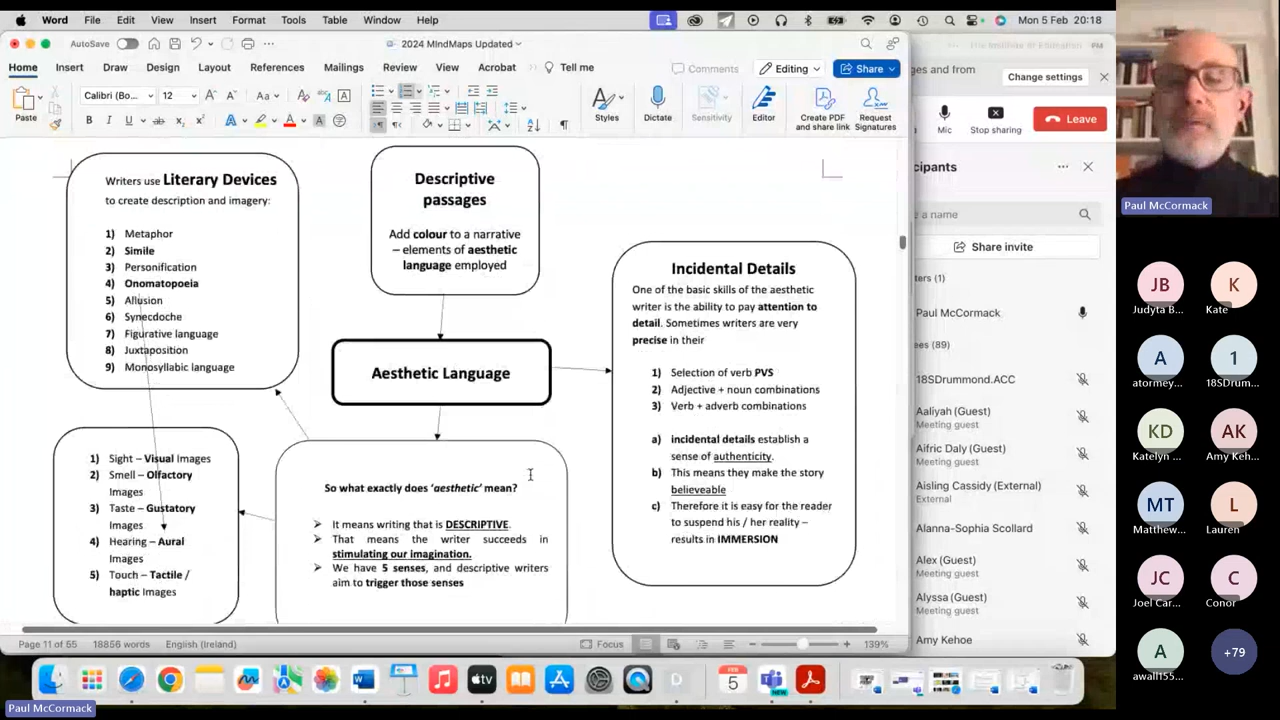 Word File Edit View Insert Format Tools Table Window Help
Mon 5 Feb 20:18
AutoSave
2024 MIndMaps Updated
Home Insert Draw Design Layout References Mailings Review View Acrobat Tell me
Comments Editing Share
Paste
Calibri (Bo... 12
Styles
Dictate
Sensitivity
Editor
Create PDF
and share link
Request
Signatures
Writers use Literary Devices
to create description and imagery:
1) Metaphor
2) Simile
3) Personification
4) Onomatopoeia
5) Allusion
6) Synecdoche
7) Figurative language
8) Juxtaposition
9) Monosyllabic language
Descriptive
passages
Add colour to a narrative
– elements of aesthetic
language employed
Aesthetic Language
Incidental Details
One of the basic skills of the aesthetic
writer is the ability to pay attention to
detail. Sometimes writers are very
precise in their
1) Selection of verb PVS
2) Adjective + noun combinations
3) Verb + adverb combinations
a) incidental details establish a
sense of authenticity.
b) This means they make the story
believeable
c) Therefore it is easy for the reader
to suspend his / her reality –
results in IMMERSION
1) Sight – Visual Images
2) Smell – Olfactory
Images
3) Taste – Gustatory
Images
4) Hearing – Aural
Images
5) Touch – Tactile /
haptic Images
So what exactly does ‘aesthetic’ mean?
It means writing that is DESCRIPTIVE.
That means the writer succeeds in
stimulating our imagination.
We have 5 senses, and descriptive writers
aim to trigger those senses
Page 11 of 55 18856 words English (Ireland)
Focus
139%
PM
ges and from
Change settings
Mic
Stop sharing
Leave
cipants
e a name
Share invite
ters (1)
Paul McCormack
ees (89)
18SDrummond.ACC
Aaliyah (Guest)
Meeting guest
Aifric Daly (Guest)
Meeting guest
Aisling Cassidy (External)
External
Alanna-Sophia Scollard
Alex (Guest)
Meeting guest
Alyssa (Guest)
Meeting guest
Amy Kehoe
Paul McCormack
JB
Judyta B...
K
Kate
A
atormey...
1
18SDrum...
KD
Katelyn ...
AK
Amy Keh...
MT
Matthew...
L
Lauren
JC
Joel Car...
C
Conor
A
awall155...
+79
FEB
5
tv
NEW
Paul McCormack